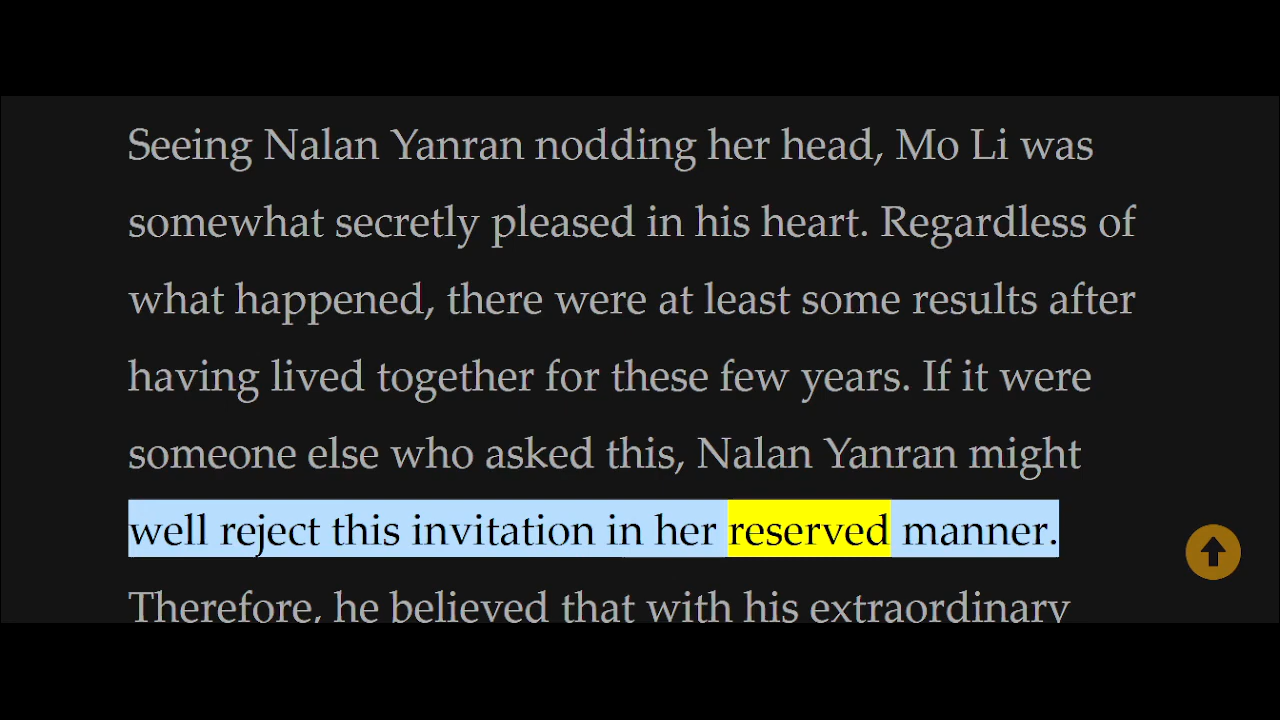 Seeing Nalan Yanran nodding her head, Mo Li was
somewhat secretly pleased in his heart. Regardless of
what happened, there were at least some results after
having lived together for these few years. If it were
someone else who asked this, Nalan Yanran might
well reject this invitation in her reserved manner.
Therefore, he believed that with his extraordinary